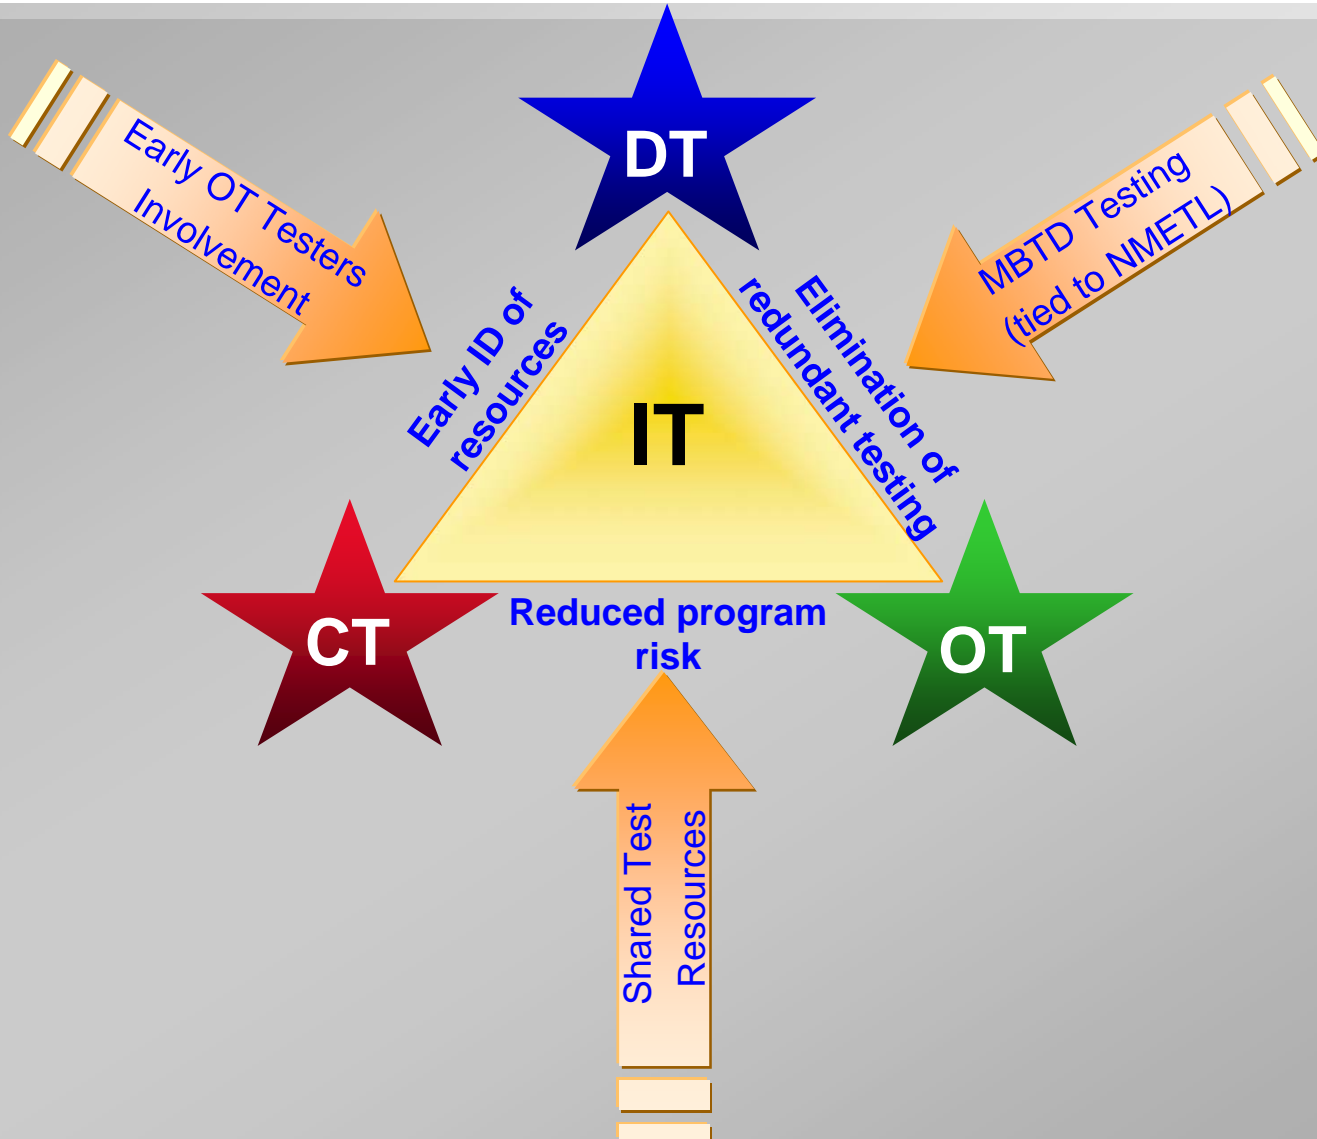 DT
Early OT Testers
Involvement
MBTD Testing
(tied to NMETL)
Early ID of
resources
Elimination of
redundant testing
IT
CT
OT
Reduced program
risk
Shared Test
Resources